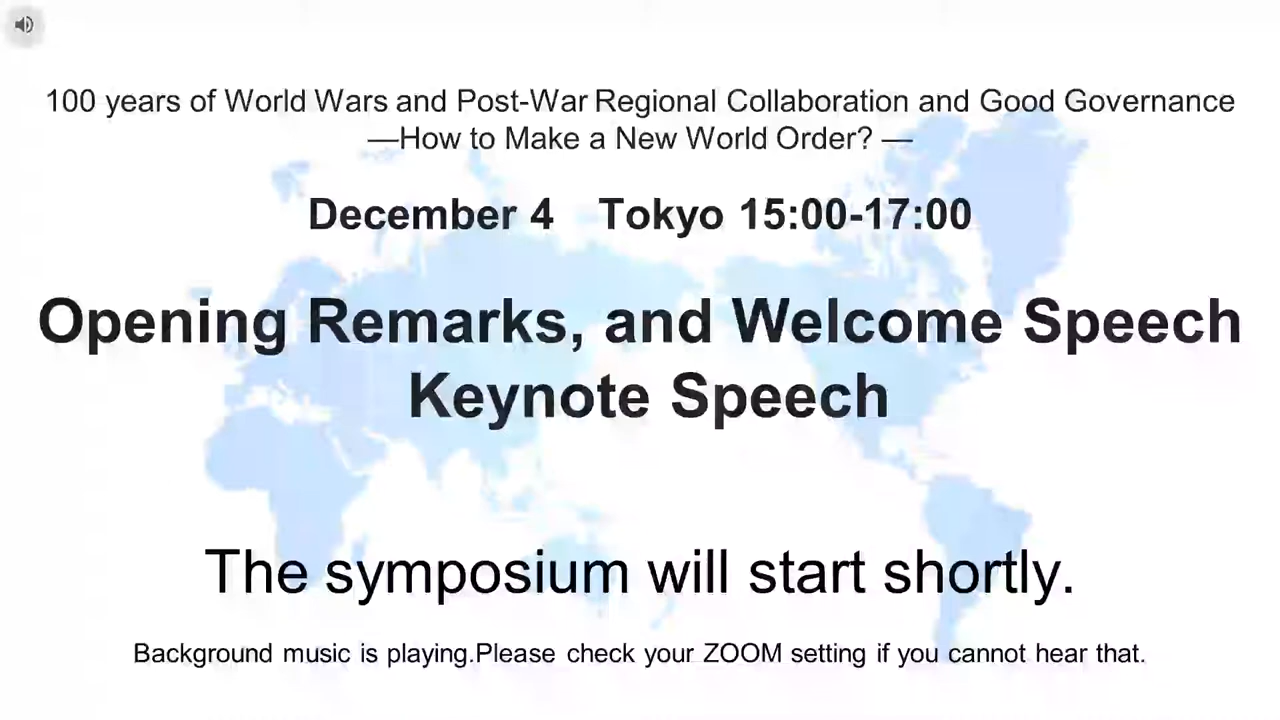 100 years of World Wars and Post-War Regional Collaboration and Good Governance
—How to Make a New World Order? —
December 4 Tokyo 15:00-17:00
Opening Remarks, and Welcome Speech
Keynote Speech
The symposium will start shortly.
Background music is playing.Please check your ZOOM setting if you cannot hear that.